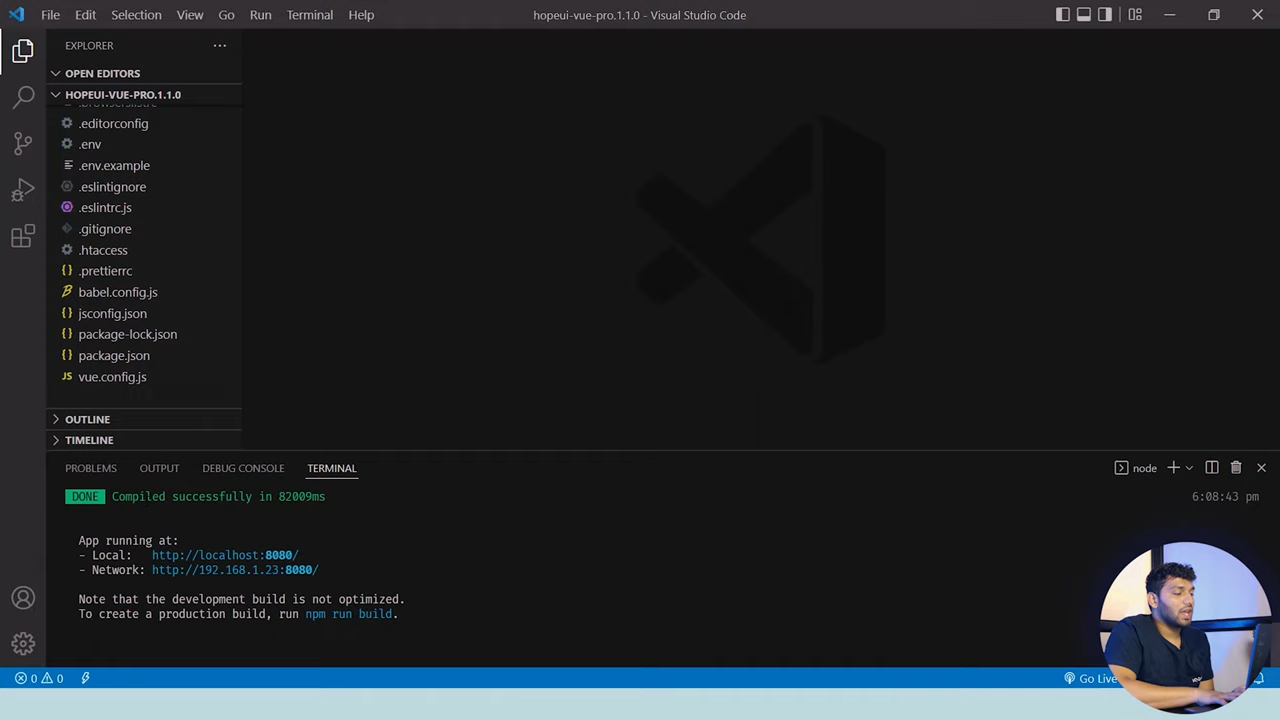 File Edit Selection View Go Run Terminal Help hopeui-vue-pro.1.1.0 - Visual Studio Code
EXPLORER
OPEN EDITORS
HOPEUI-VUE-PRO.1.1.0
.browserslistrc
.editorconfig
.env
.env.example
.eslintignore
.eslintrc.js
.gitignore
.htaccess
.prettierrc
babel.config.js
jsconfig.json
package-lock.json
package.json
JS vue.config.js
OUTLINE
TIMELINE
PROBLEMS OUTPUT DEBUG CONSOLE TERMINAL node
DONE Compiled successfully in 82009ms 6:08:43 pm
App running at:
- Local: http://localhost:8080/
- Network: http://192.168.1.23:8080/
Note that the development build is not optimized.
To create a production build, run npm run build.
0 0 Go Live